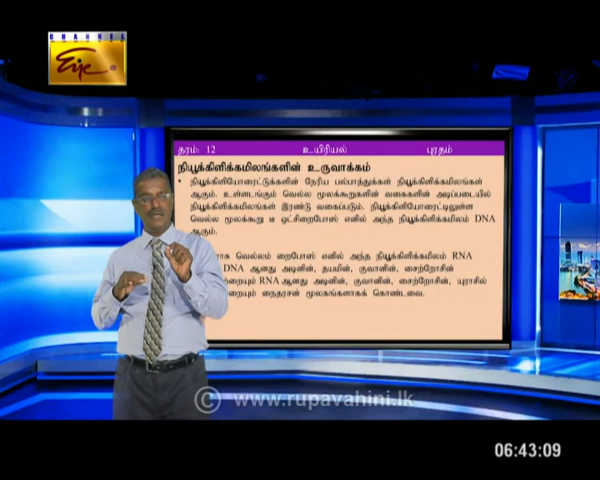 CHANNEL
Eye
தரம்: 12 உயிரியல் புரதம்
நியூக்கிளிக்கமிலங்களின் உருவாக்கம்
• நியூக்கிளியோரைட்டுக்களின் நேரிய பல்பாத்துக்கள் நியூக்கிளிக்கமிலங்கள்
ஆகும். உள்ளடங்கும் வெல்ல மூலக்கூறுகளின் வகைகளின் அடிப்படையில்
நியூக்கிளிக்கமிலங்கள் இரண்டு வகைப்படும். நியூக்கிளியோரைட்டிலுள்ள
வெல்ல மூலக்கூறு டீ ஒட்சிறைபோஸ் எனில் அந்த நியூக்கிளிக்கமிலம் DNA
ஆகும்.
வெல்லம் றைபோஸ் எனில் அந்த நியூக்கிளிக்கமிலம் RNA
DNA ஆனது அடினின், தயமின், குவானின், சைற்றோசின்
RNA ஆனது அடினின், குவானின், சைற்றோசின், யுராசில்
நைதரசன் மூலகங்களாகக் கொண்டவை.
© www.rupavahini.lk
06:43:09